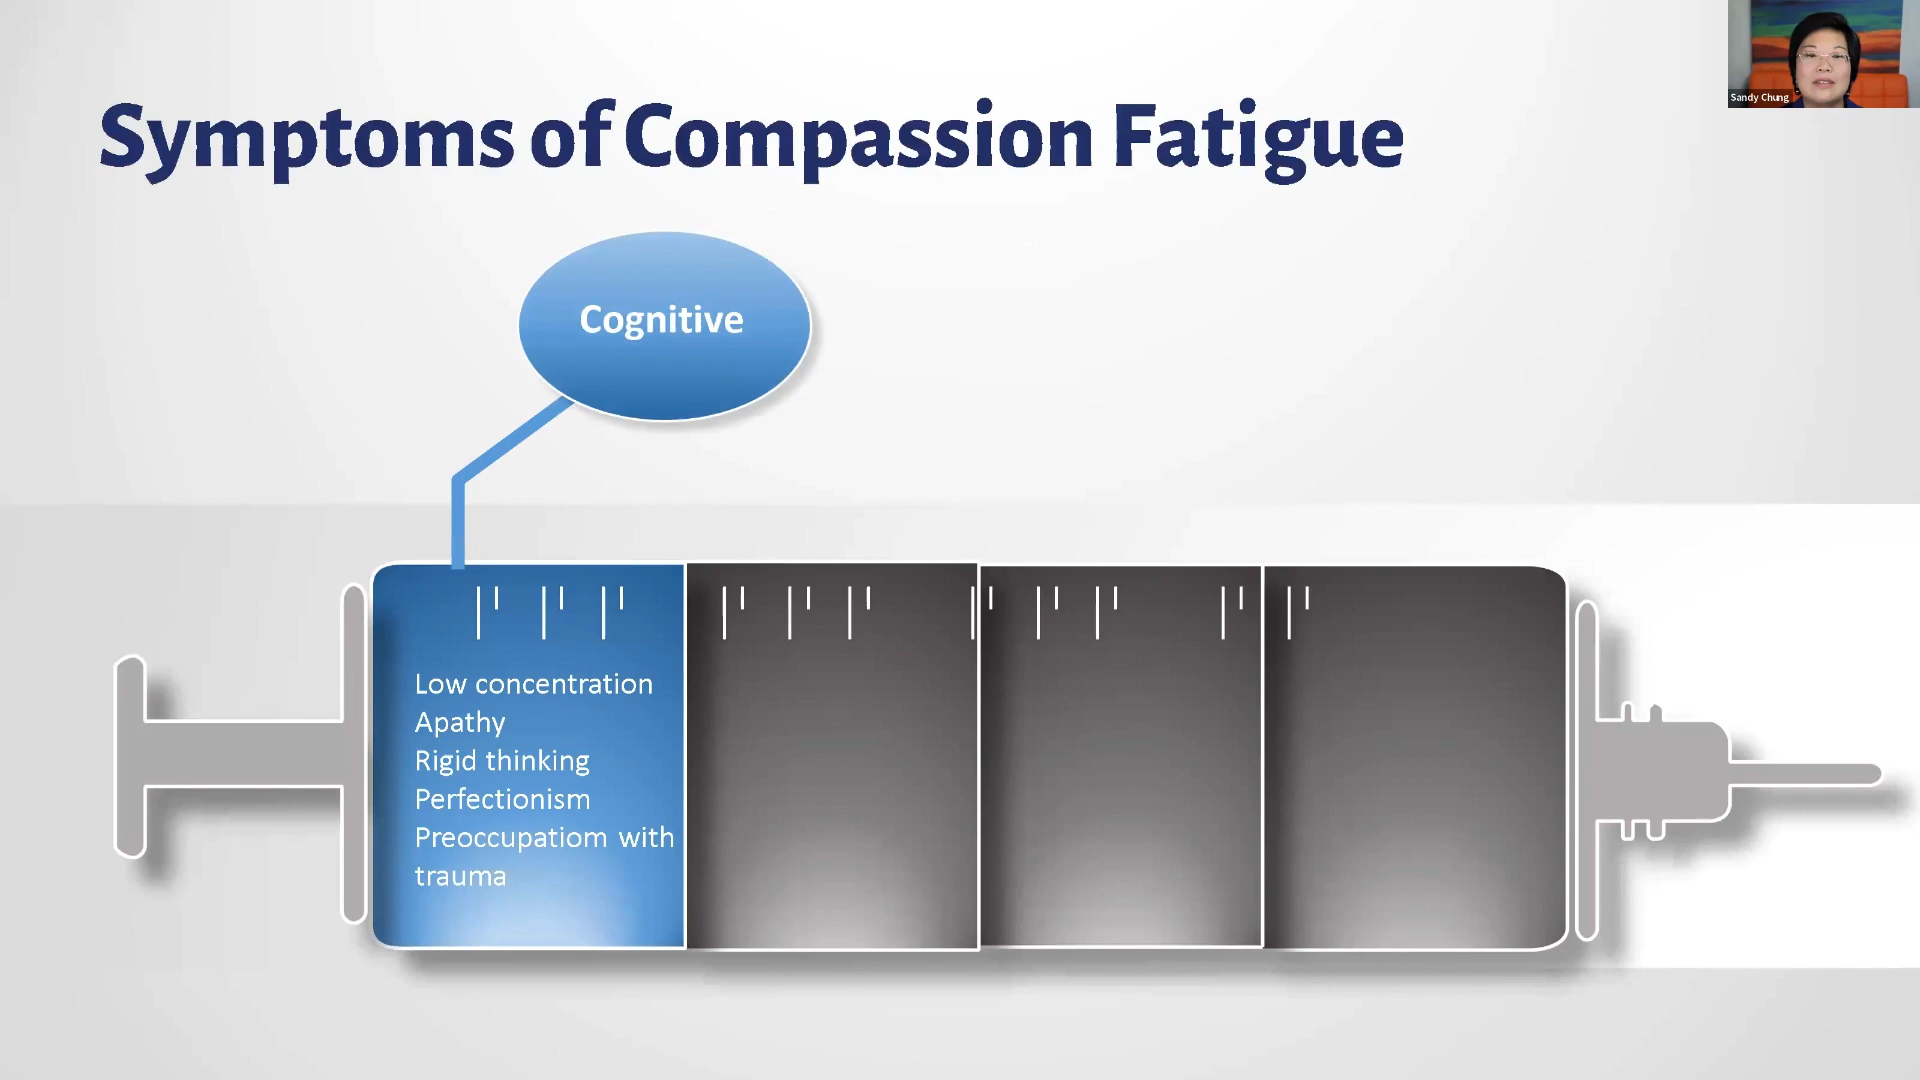 Sandy Chung
Symptoms of Compassion Fatigue
Cognitive
Low concentration
Apathy
Rigid thinking
Perfectionism
Preoccupatiom with
trauma